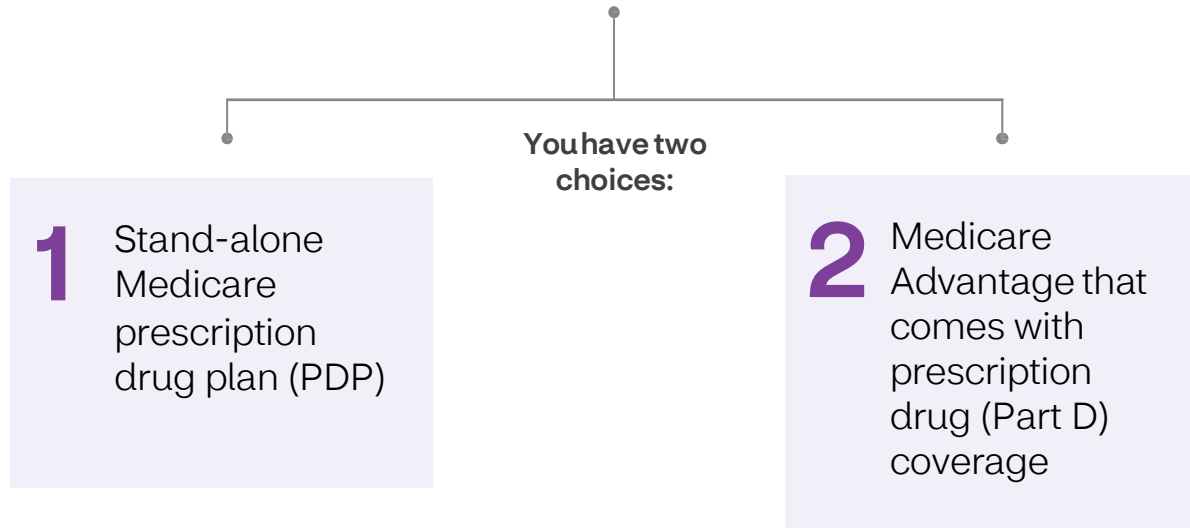 You have two
choices:
1
Stand-alone
Medicare
prescription
drug plan (PDP)
2
Medicare
Advantage that
comes with
prescription
drug (Part D)
coverage